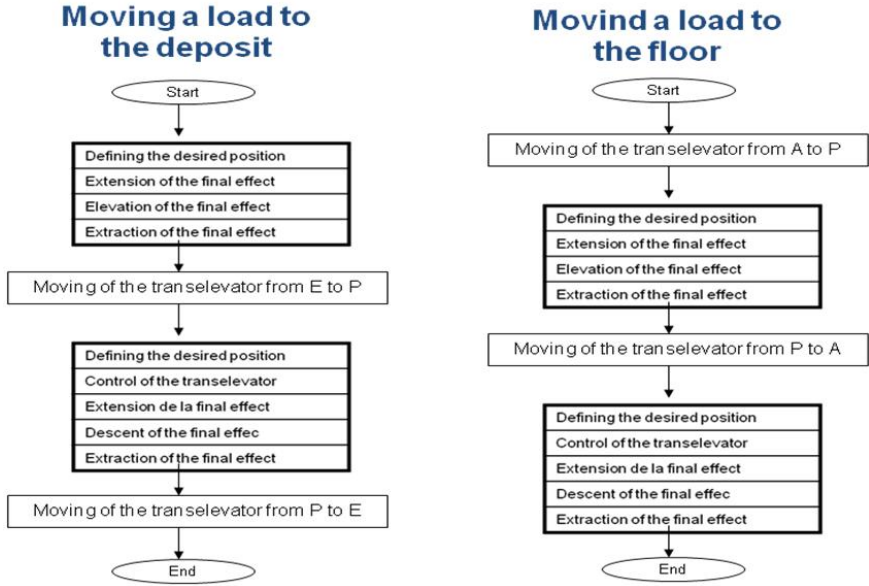 Moving a load to
the deposit
Start
Defining the desired position
Extension of the final effect
Elevation of the final effect
Extraction of the final effect
Moving of the transelevator from E to P
Defining the desired position
Control of the transelevator
Extension de la final effect
Descent of the final effec
Extraction of the final effect
Moving of the transelevator from P to E
End
Movind a load to
the floor
Start
Moving of the transelevator from A to P
Defining the desired position
Extension of the final effect
Elevation of the final effect
Extraction of the final effect
Moving of the transelevator from P to A
Defining the desired position
Control of the transelevator
Extension de la final effect
Descent of the final effec
Extraction of the final effect
End